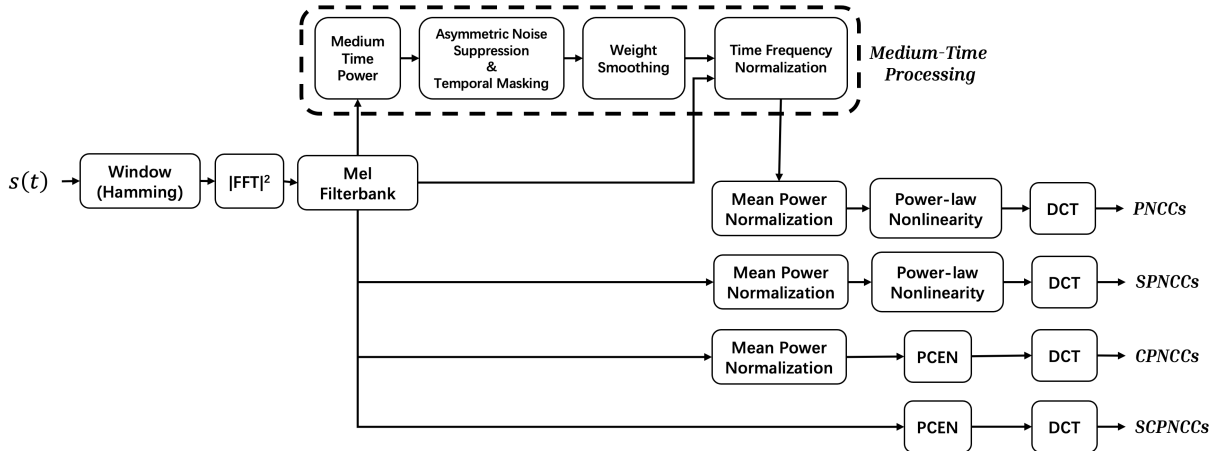 Medium
Time
Power
Asymmetric Noise
Suppression
&
Temporal Masking
Weight
Smoothing
Time Frequency
Normalization
Medium-Time
Processing
s(t)
Window
(Hamming)
|FFT|²
Mel
Filterbank
Mean Power
Normalization
Power-law
Nonlinearity
DCT
PNCCs
Mean Power
Normalization
Power-law
Nonlinearity
DCT
SPNCCs
Mean Power
Normalization
PCEN
DCT
CPNCCs
PCEN
DCT
SCPNCCs